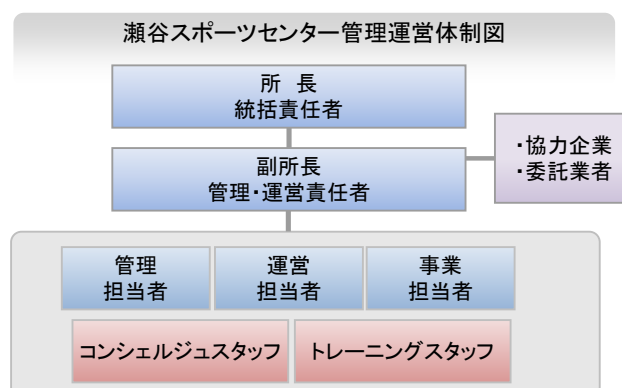 瀬谷スポーツセンター管理運営体制図
所 長
統括責任者
・協力企業
・委託業者
副所長
管理・運営責任者
管理
担当者
運営
担当者
事業
担当者
コンシェルジュスタッフ
トレーニングスタッフ